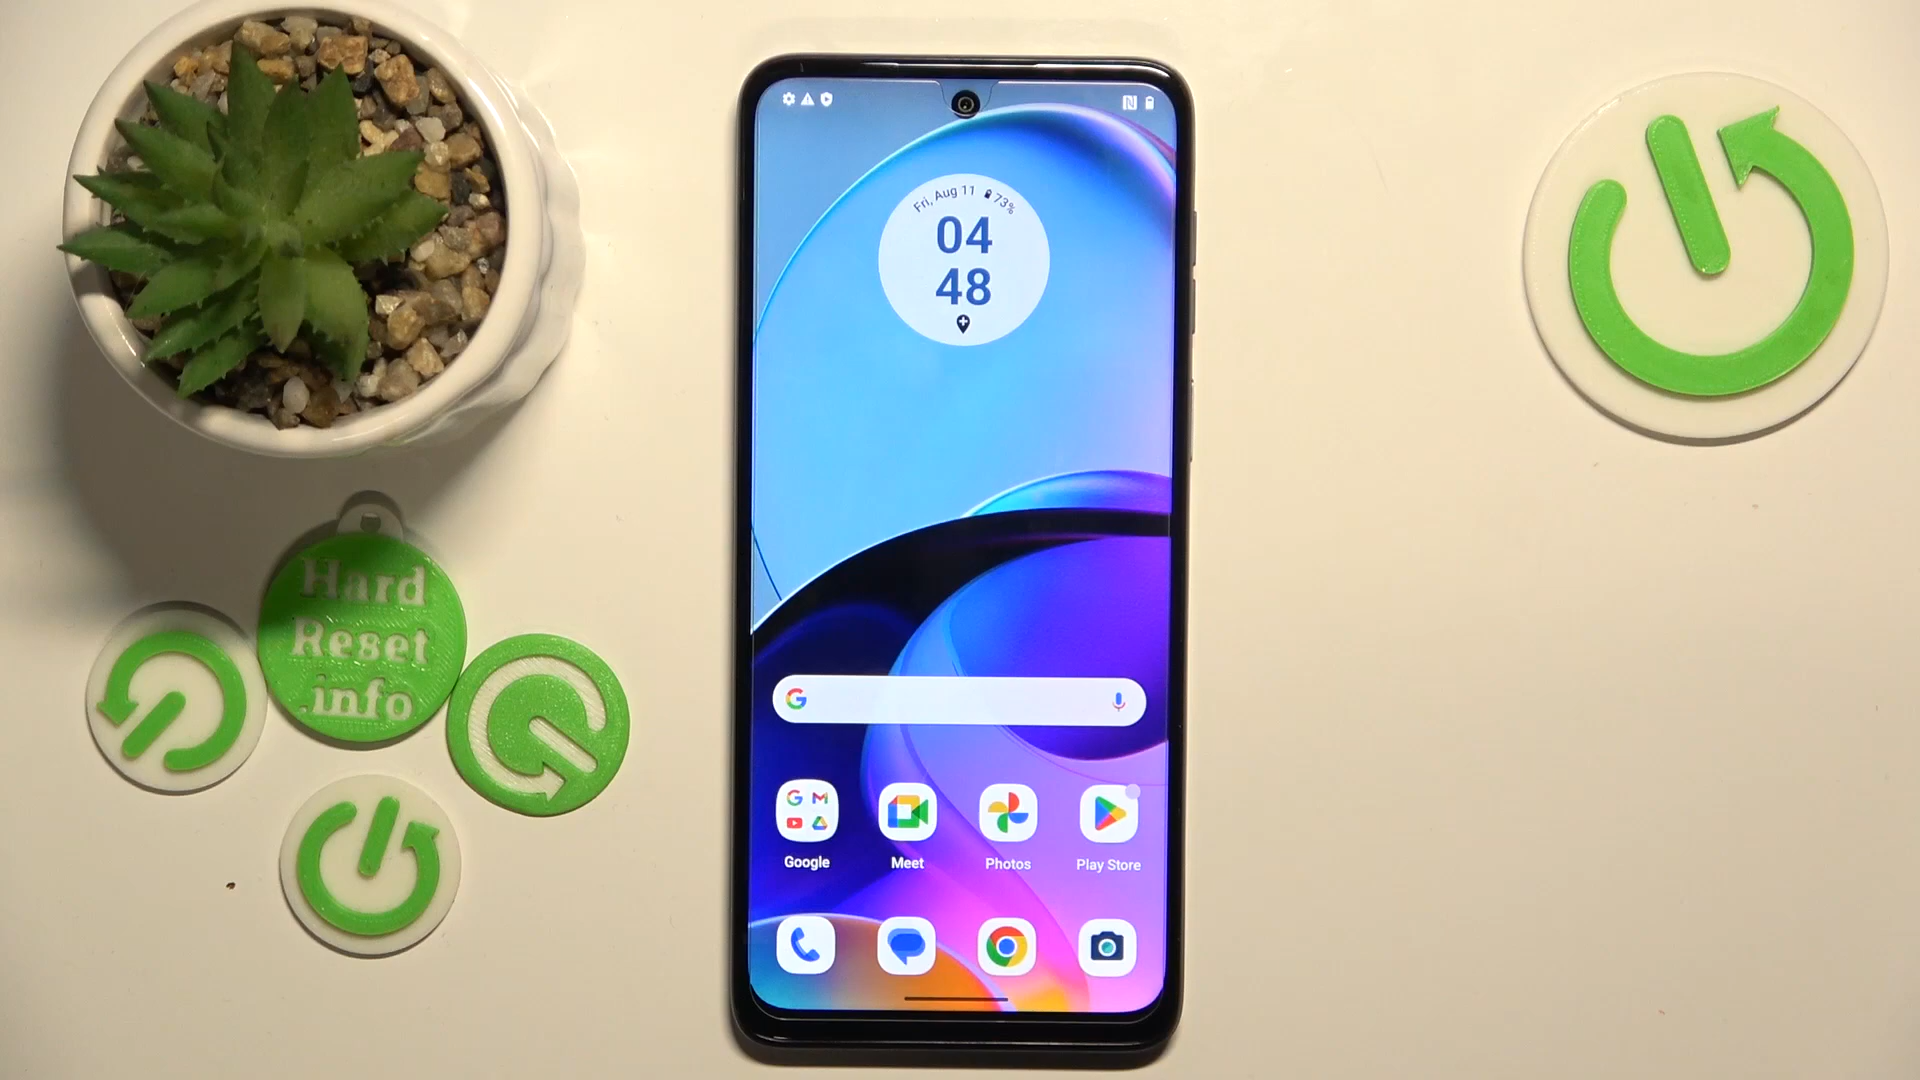 Fri, Aug 11 73%
04
48
Google
Meet
Photos
Play Store
Hard
Reset
.info